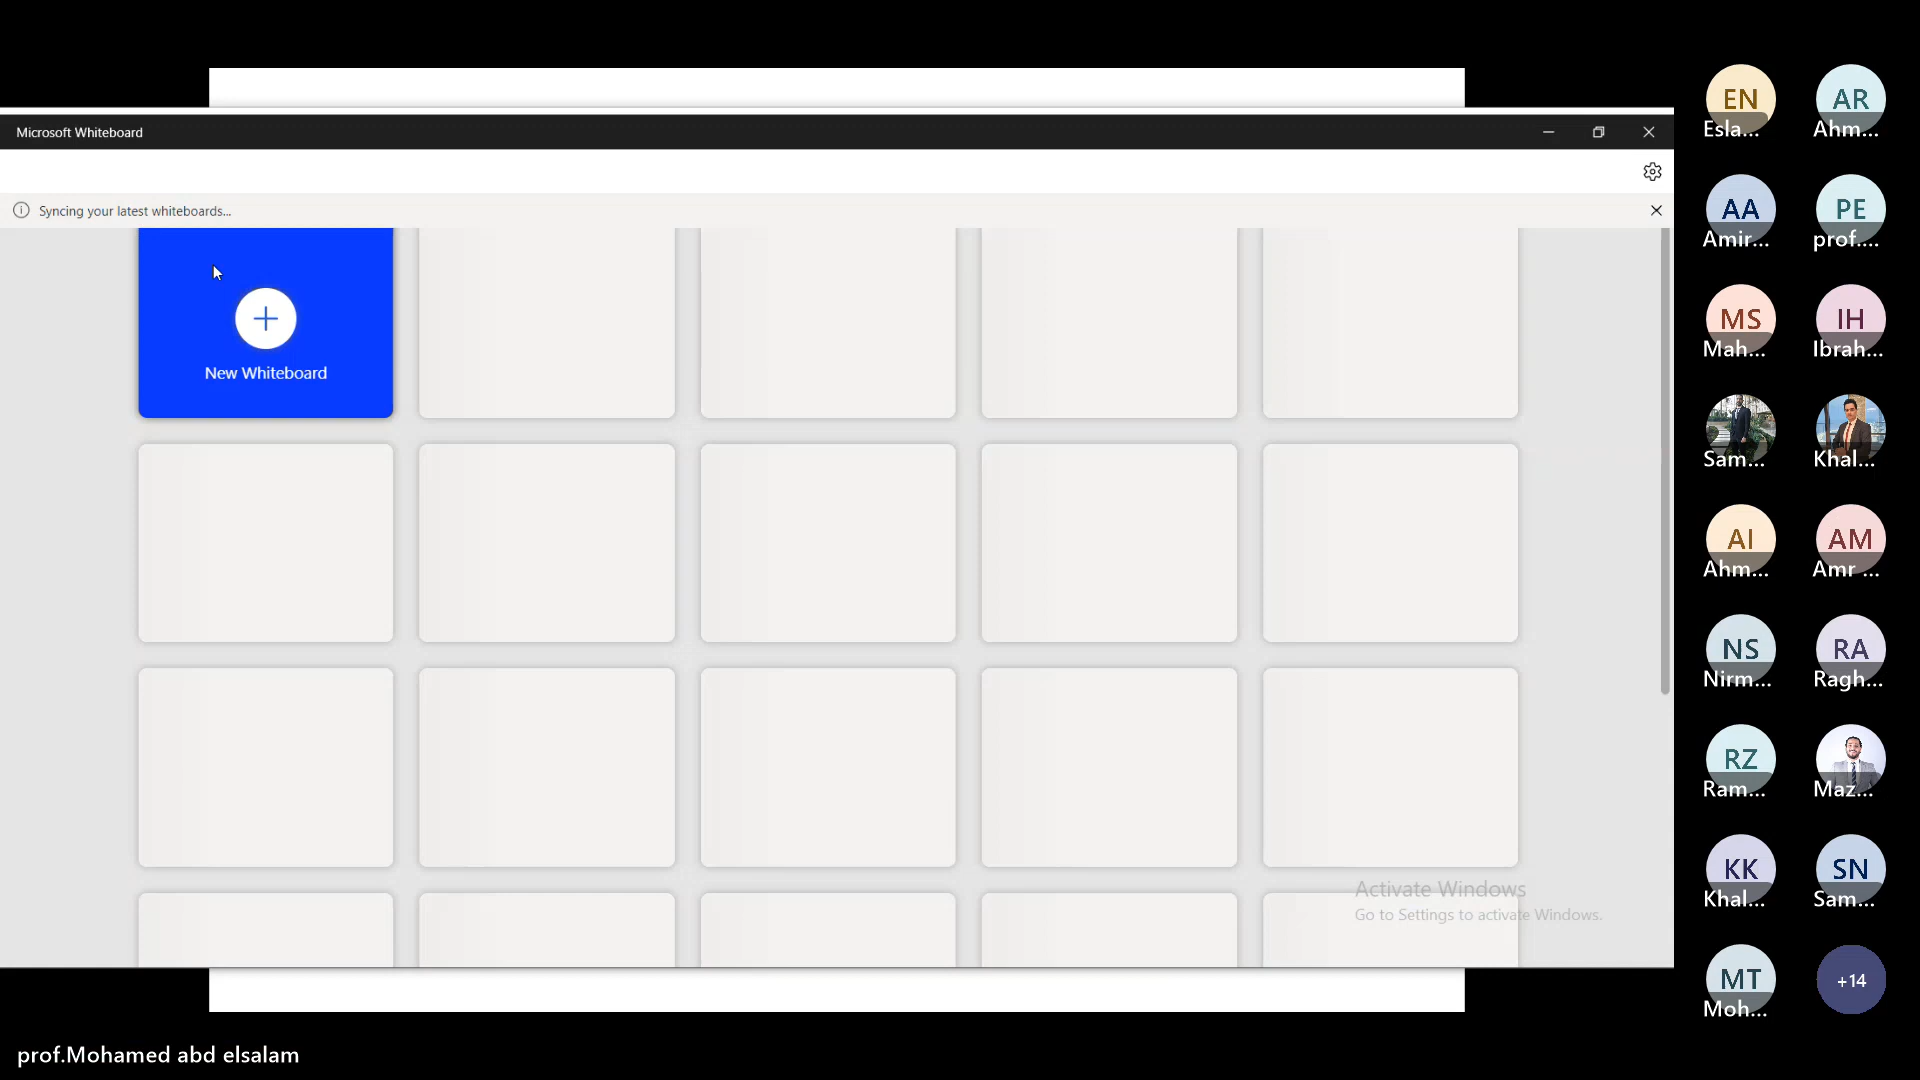 Microsoft Whiteboard
Syncing your latest whiteboards...
New Whiteboard
Activate Windows
Go to Settings to activate Windows.
EN
Esla...
AR
Ahm...
AA
Amir...
PE
prof....
MS
Mah...
IH
Ibrah...
Sam...
Khal...
AI
Ahm...
AM
Amr ...
NS
Nirm...
RA
Ragh...
RZ
Ram...
Maz...
KK
Khal...
SN
Sam...
MT
Moh...
+14
prof.Mohamed abd elsalam